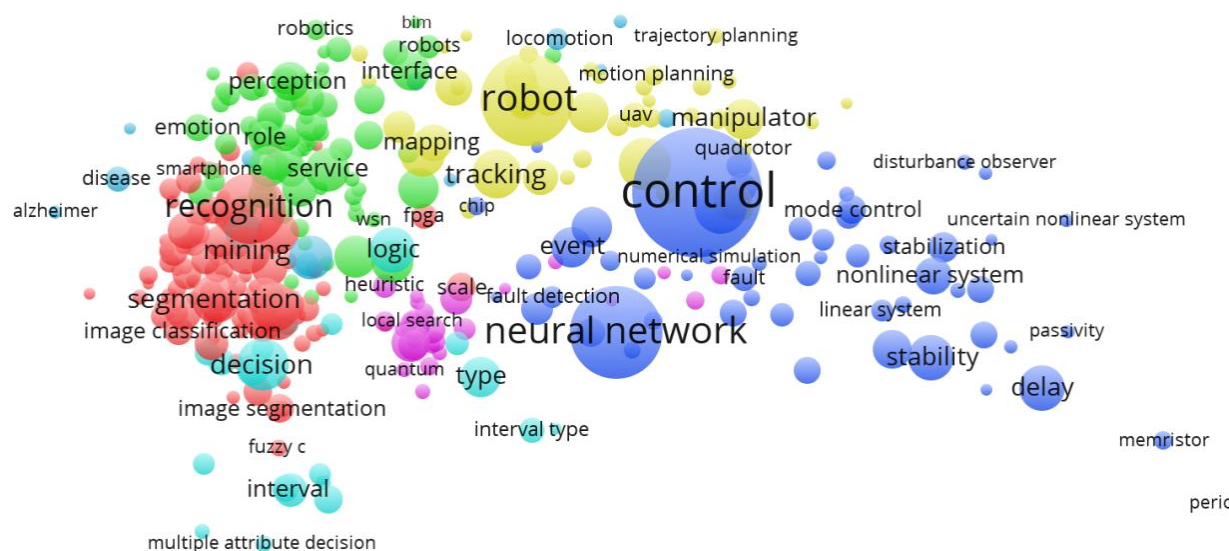 bim
robotics
robots
locomotion
trajectory planning
perception
interface
motion planning
robot
uav
manipulator
emotion
role
mapping
quadrotor
smartphone
service
tracking
disturbance observer
disease
control
alzheimer
recognition
wsn
fpga
chip
mode control
uncertain nonlinear system
mining
logic
event
numerical simulation
stabilization
heuristic
scale
fault
nonlinear system
segmentation
fault detection
linear system
image classification
local search
neural network
passivity
decision
quantum
type
stability
delay
image segmentation
interval type
memristor
fuzzy c
interval
perio
multiple attribute decision